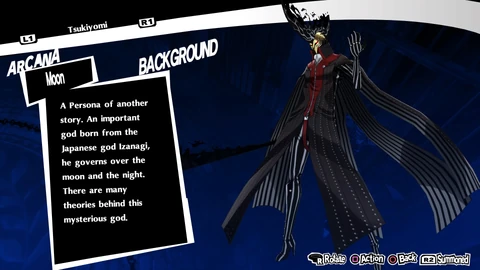 L1 Tsukiyomi R1
ARCANA
Moon
BACKGROUND
A Persona of another
story. An important
god born from the
Japanese god Izanagi,
he governs over the
moon and the night.
There are many
theories behind this
mysterious god.
R Rotate Action Back L2 Summoned